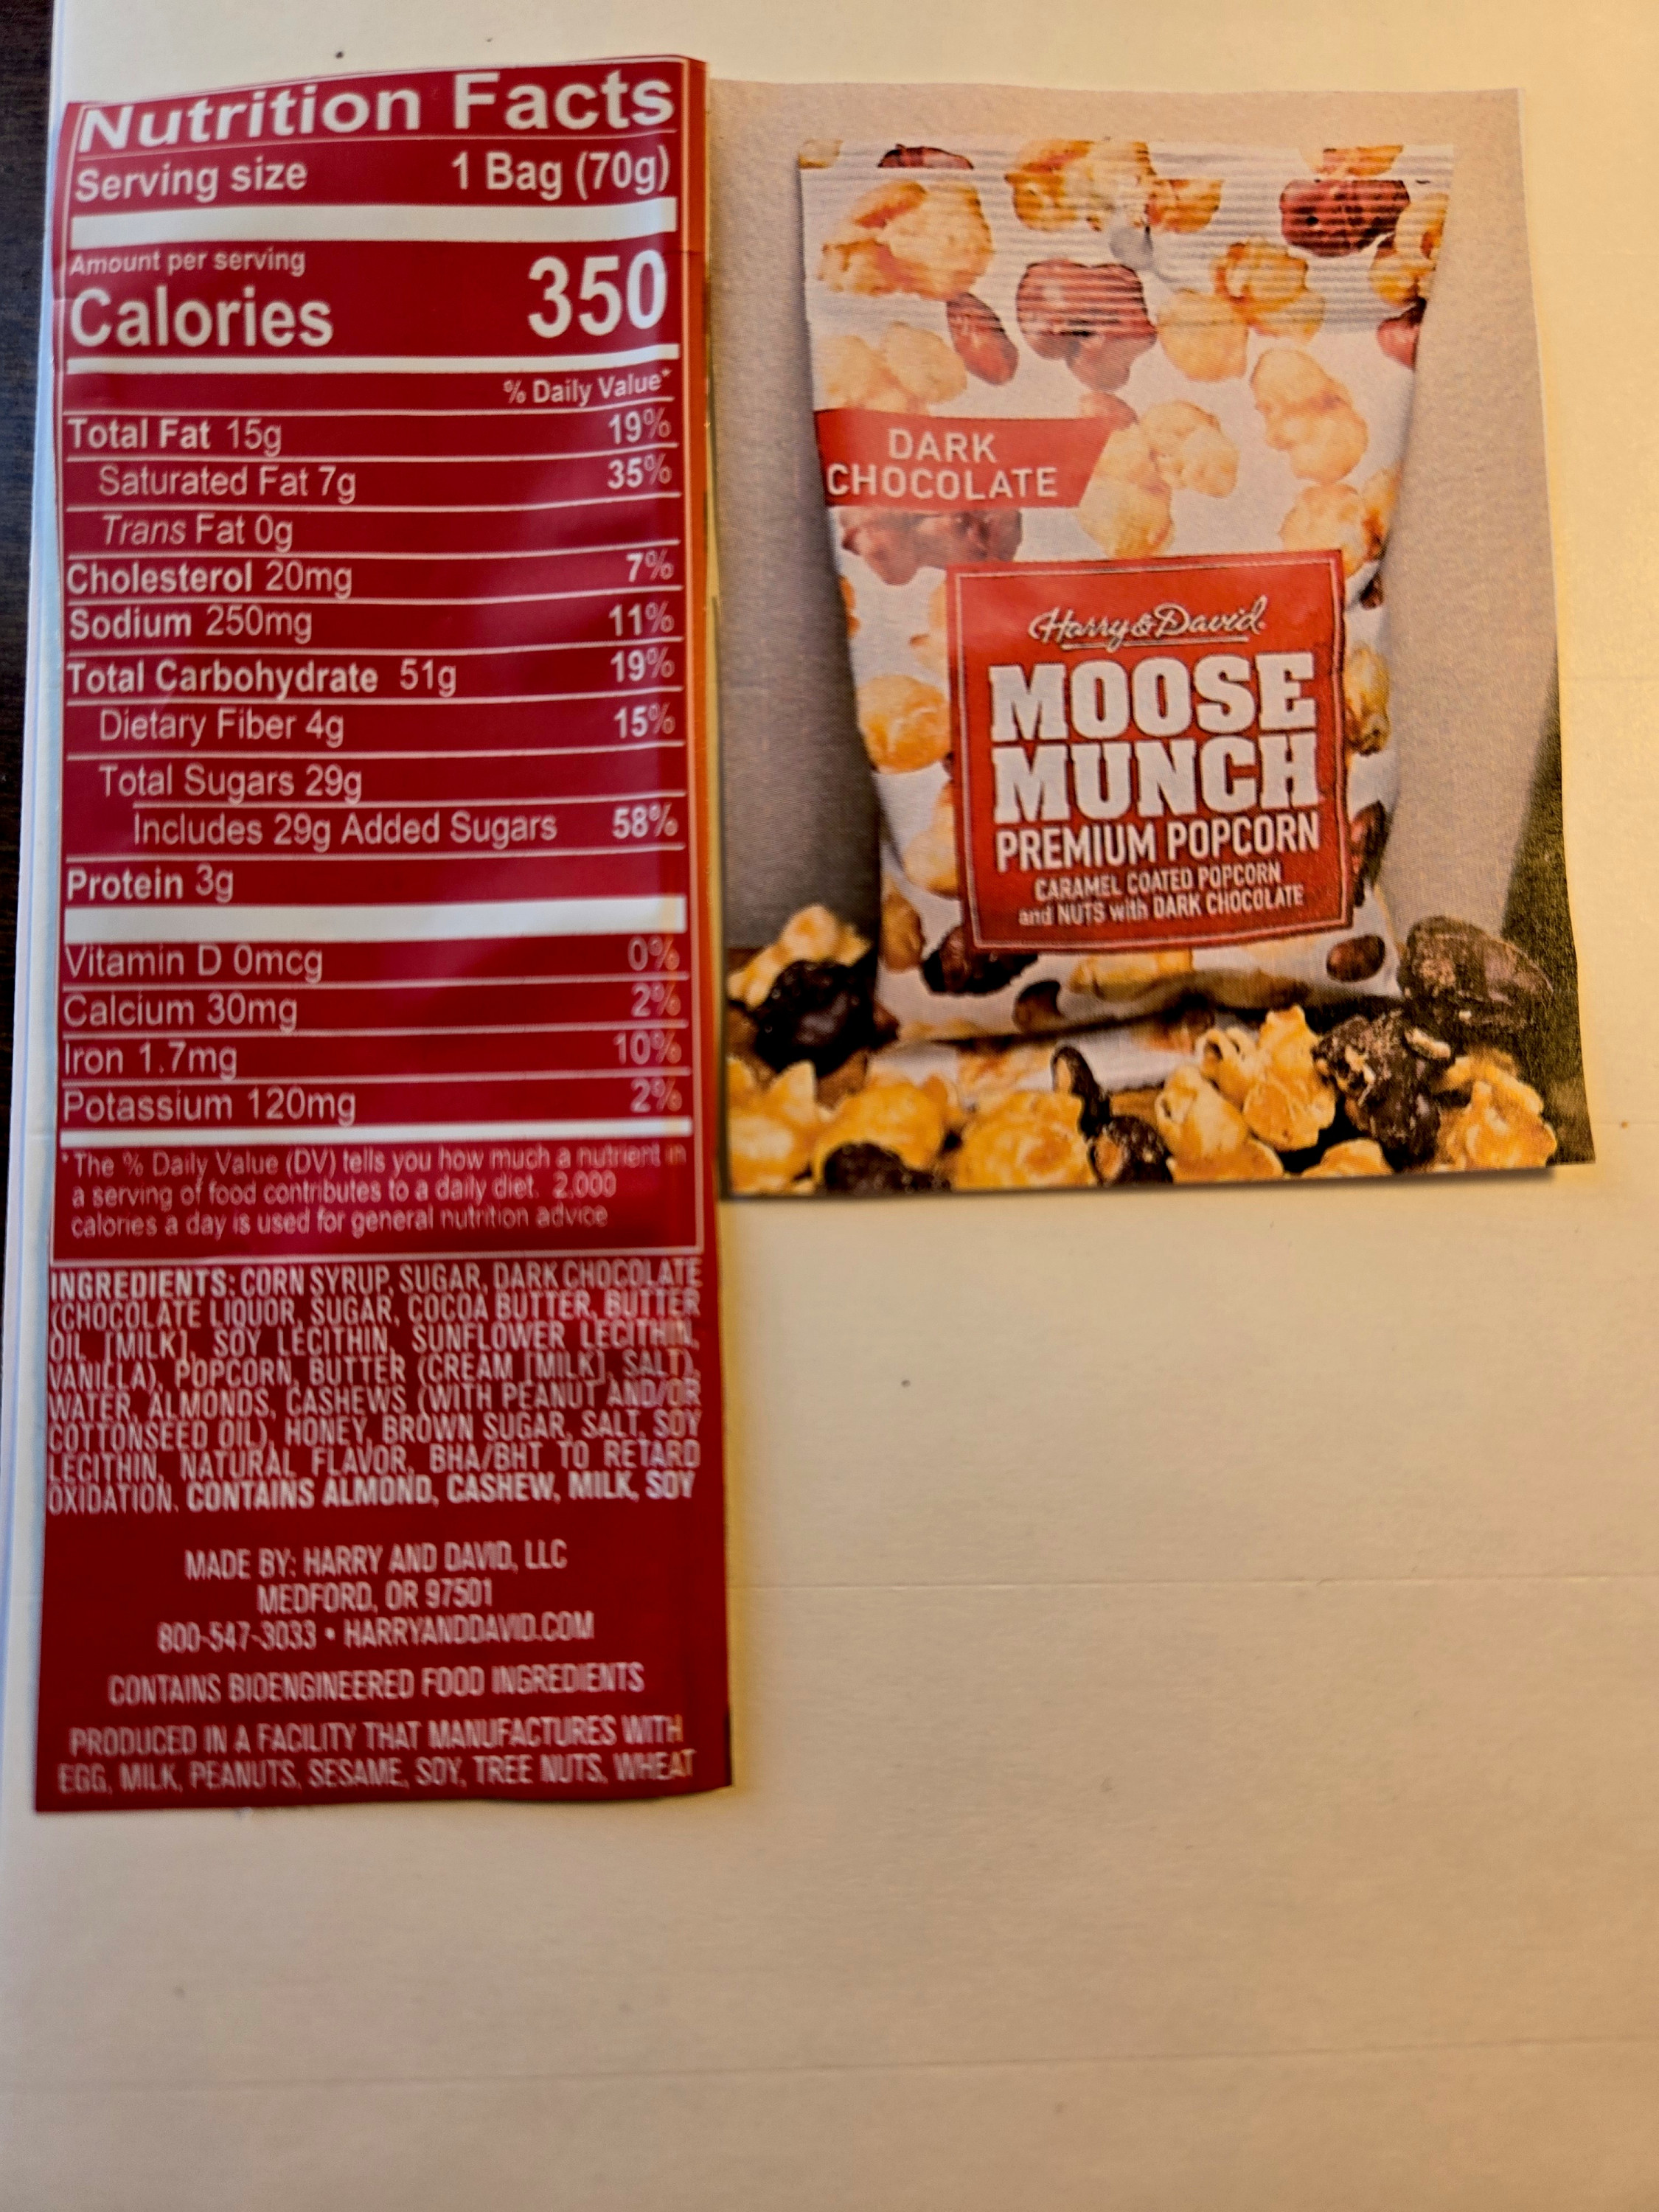 Nutrition Facts
Serving size 1 Bag (70g)
Amount per serving
Calories 350
% Daily Value*
Total Fat 15g 19%
Saturated Fat 7g 35%
Trans Fat 0g
Cholesterol 20mg 7%
Sodium 250mg 11%
Total Carbohydrate 51g 19%
Dietary Fiber 4g 15%
Total Sugars 29g
Includes 29g Added Sugars 58%
Protein 3g
Vitamin D 0mcg 0%
Calcium 30mg 2%
Iron 1.7mg 10%
Potassium 120mg 2%
*The % Daily Value (DV) tells you how much a nutrient in
a serving of food contributes to a daily diet. 2,000
calories a day is used for general nutrition advice
INGREDIENTS: CORN SYRUP, SUGAR, DARK CHOCOLATE
(CHOCOLATE LIQUOR, SUGAR, COCOA BUTTER, BUTTER
OIL [MILK], SOY LECITHIN, SUNFLOWER LECITHIN,
VANILLA), POPCORN, BUTTER (CREAM [MILK], SALT),
WATER, ALMONDS, CASHEWS (WITH PEANUT AND/OR
COTTONSEED OIL), HONEY, BROWN SUGAR, SALT, SOY
LECITHIN, NATURAL FLAVOR, BHA/BHT TO RETARD
OXIDATION. CONTAINS ALMOND, CASHEW, MILK, SOY
MADE BY: HARRY AND DAVID, LLC
MEDFORD, OR 97501
800-547-3033 • HARRYANDDAVID.COM
CONTAINS BIOENGINEERED FOOD INGREDIENTS
PRODUCED IN A FACILITY THAT MANUFACTURES WITH
EGG, MILK, PEANUTS, SESAME, SOY, TREE NUTS, WHEAT
DARK
CHOCOLATE
Harry & David
MOOSE
MUNCH
PREMIUM POPCORN
CARAMEL COATED POPCORN
and NUTS with DARK CHOCOLATE